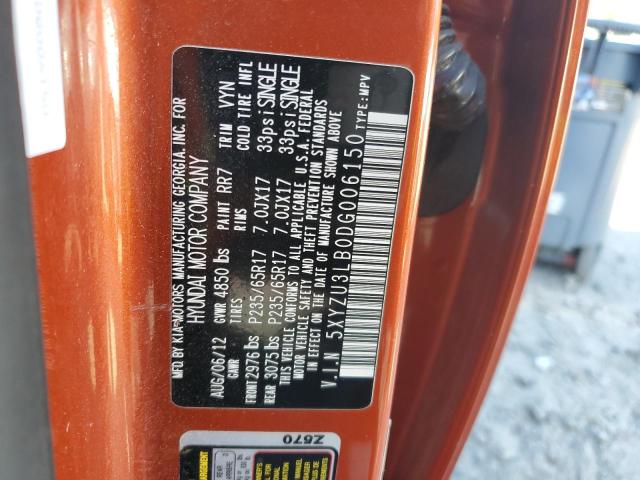 MFD BY KIA MOTORS MANUFACTURING GEORGIA, INC. FOR
HYUNDAI MOTOR COMPANY
AUG/06/12 GVWR 4850 lbs PAINT RR7 TRIM VYN
GAWR TIRES RIMS COLD TIRE INFL
FRONT 2976 lbs P235/65R17 7.0JX17 33psi SINGLE
REAR 3075 lbs P235/65R17 7.0JX17 33psi SINGLE
THIS VEHICLE CONFORMS TO ALL APPLICABLE U.S.A. FEDERAL
MOTOR VEHICLE SAFETY AND THEFT PREVENTION STANDARDS
IN EFFECT ON THE DATE OF MANUFACTURE SHOWN ABOVE.
V.I.N 5XYZU3LB0DG006150 TYPE:MPV
Z670